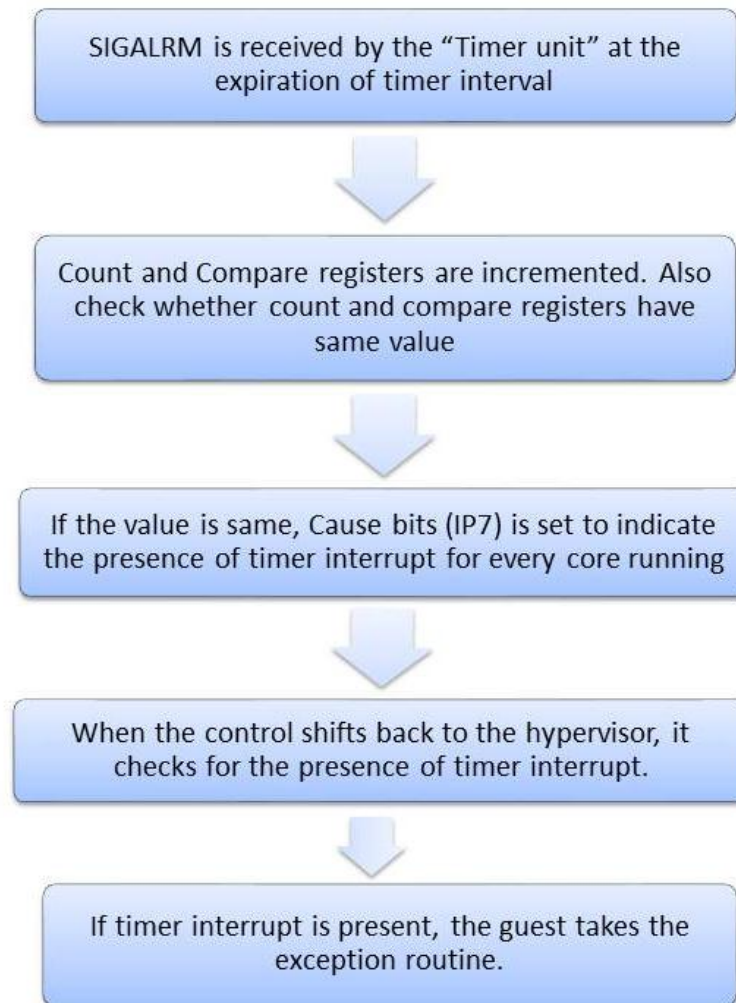 SIGALRM is received by the “Timer unit” at the
expiration of timer interval
Count and Compare registers are incremented. Also
check whether count and compare registers have
same value
If the value is same, Cause bits (IP7) is set to indicate
the presence of timer interrupt for every core running
When the control shifts back to the hypervisor, it
checks for the presence of timer interrupt.
If timer interrupt is present, the guest takes the
exception routine.